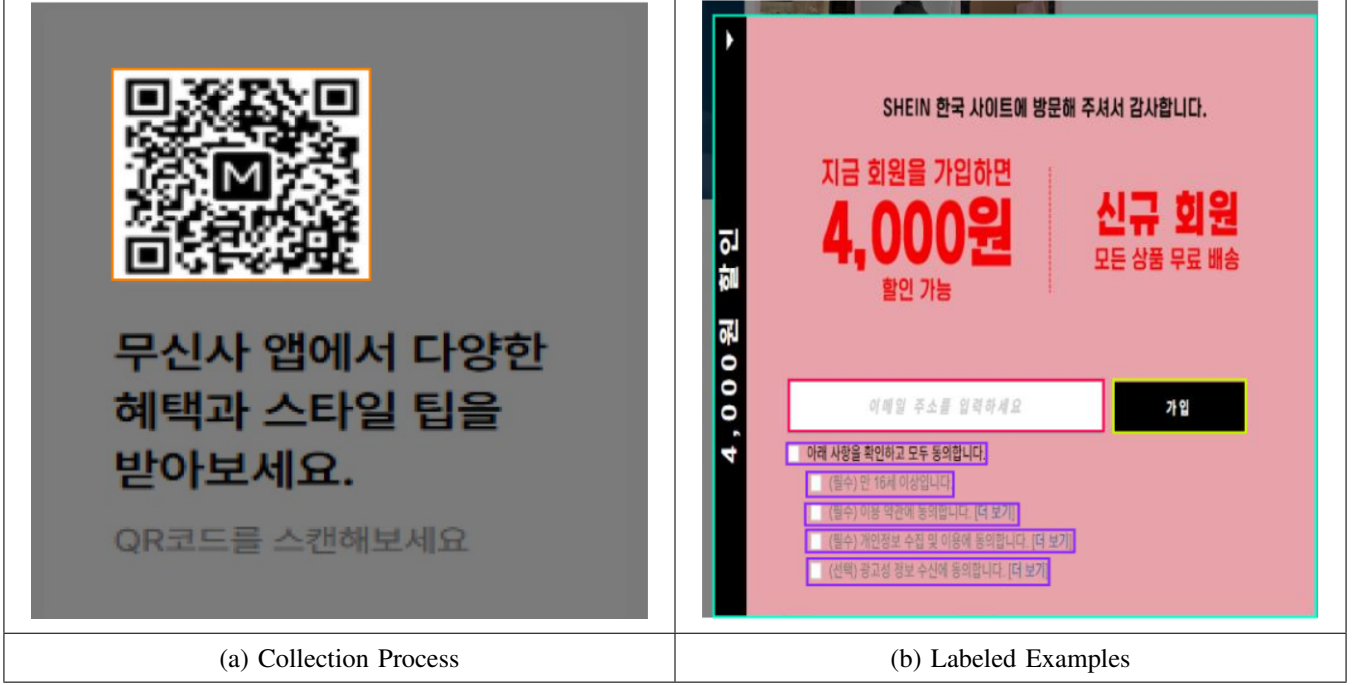 M
무신사 앱에서 다양한
혜택과 스타일 팁을
받아보세요.
QR코드를 스캔해보세요
(a) Collection Process
4,000원 할인
SHEIN 한국 사이트에 방문해 주셔서 감사합니다.
지금 회원을 가입하면
4,000원
할인 가능
신규 회원
모든 상품 무료 배송
이메일 주소를 입력하세요
가입
아래 사항을 확인하고 모두 동의합니다.
(필수) 만 16세 이상입니다.
(필수) 이용 약관에 동의합니다. [더 보기]
(필수) 개인정보 수집 및 이용에 동의합니다. [더 보기]
(선택) 광고성 정보 수신에 동의합니다. [더 보기]
(b) Labeled Examples